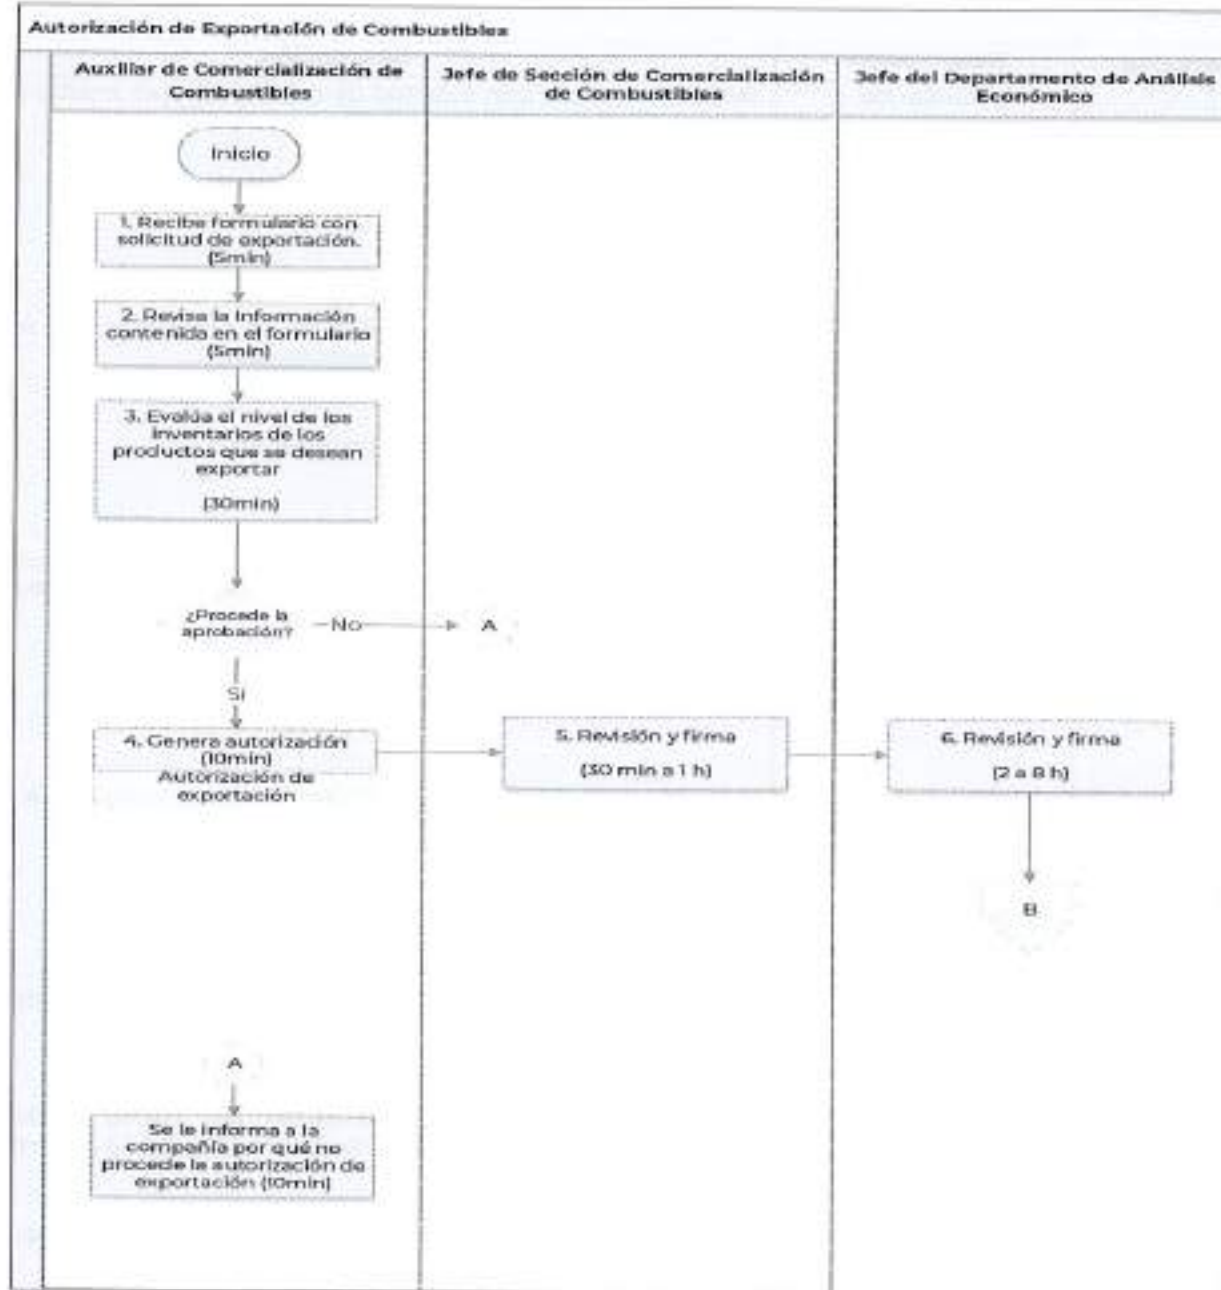 Autorización de Exportación de Combustibles
Auxiliar de Comercialización de
Combustibles
Jefe de Sección de Comercialización
de Combustibles
Jefe del Departamento de Análisis
Económico
Inicio
1. Recibe formulario con
solicitud de exportación.
(5min)
2. Revisa la Información
contenida en el formulario
(5min)
3. Evalúa el nivel de los
inventarios de los
productos que se desean
exportar
(30min)
¿Procede la
aprobación?
No
A
Si
4. Genera autorización
(10min)
Autorización de
exportación
5. Revisión y firma
(30 min a 1 h)
6. Revisión y firma
(2 a 8 h)
B
A
Se le informa a la
compañía por qué no
procede la autorización de
exportación (10min)